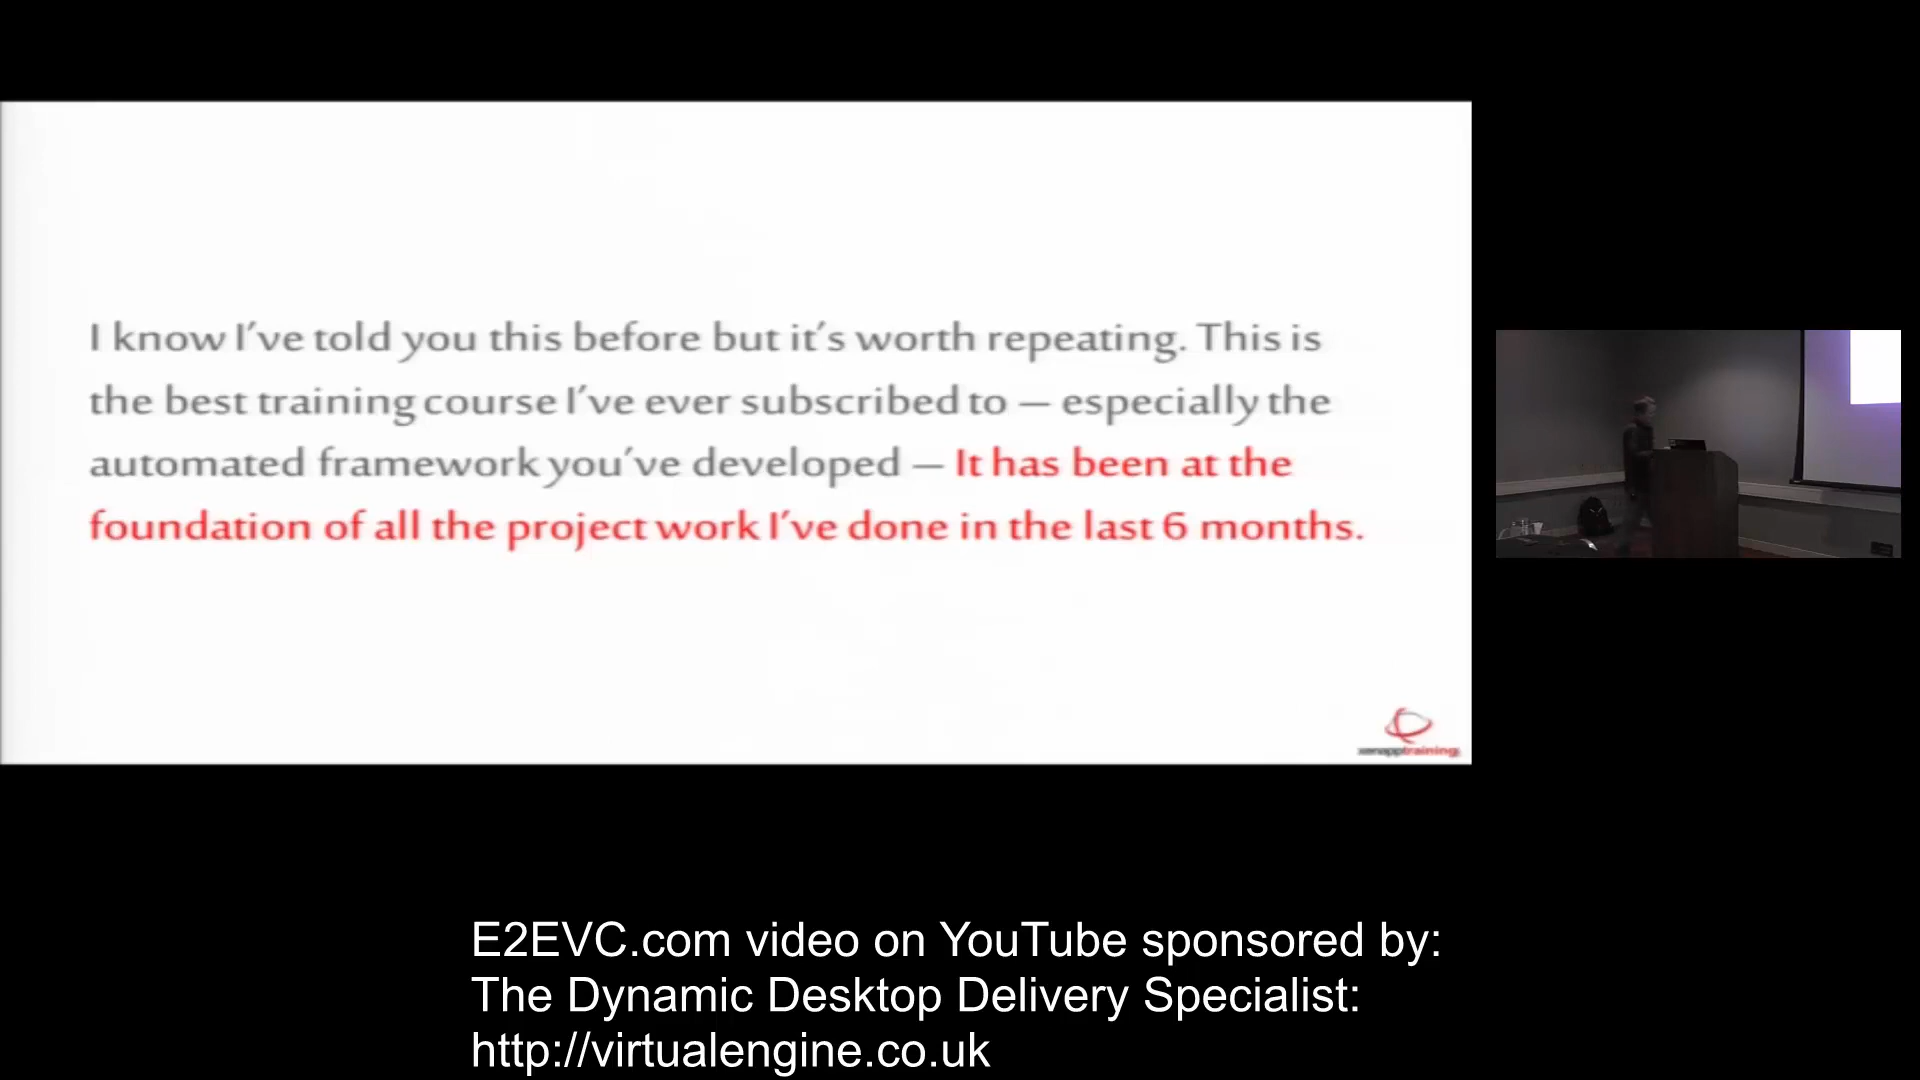 I know I've told you this before but it's worth repeating. This is
the best training course I've ever subscribed to – especially the
automated framework you've developed – It has been at the
foundation of all the project work I've done in the last 6 months.
xenapptraining
E2EVC.com video on YouTube sponsored by:
The Dynamic Desktop Delivery Specialist:
http://virtualengine.co.uk